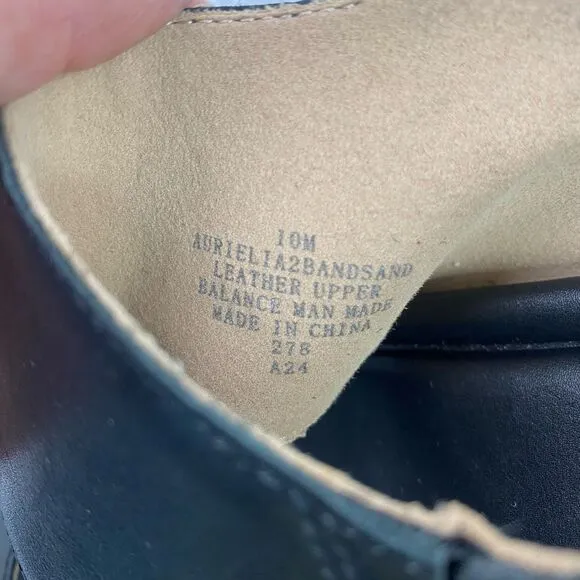 10M
AURIELIA2BANDSAND
LEATHER UPPER
BALANCE MAN MADE
MADE IN CHINA
278
A24